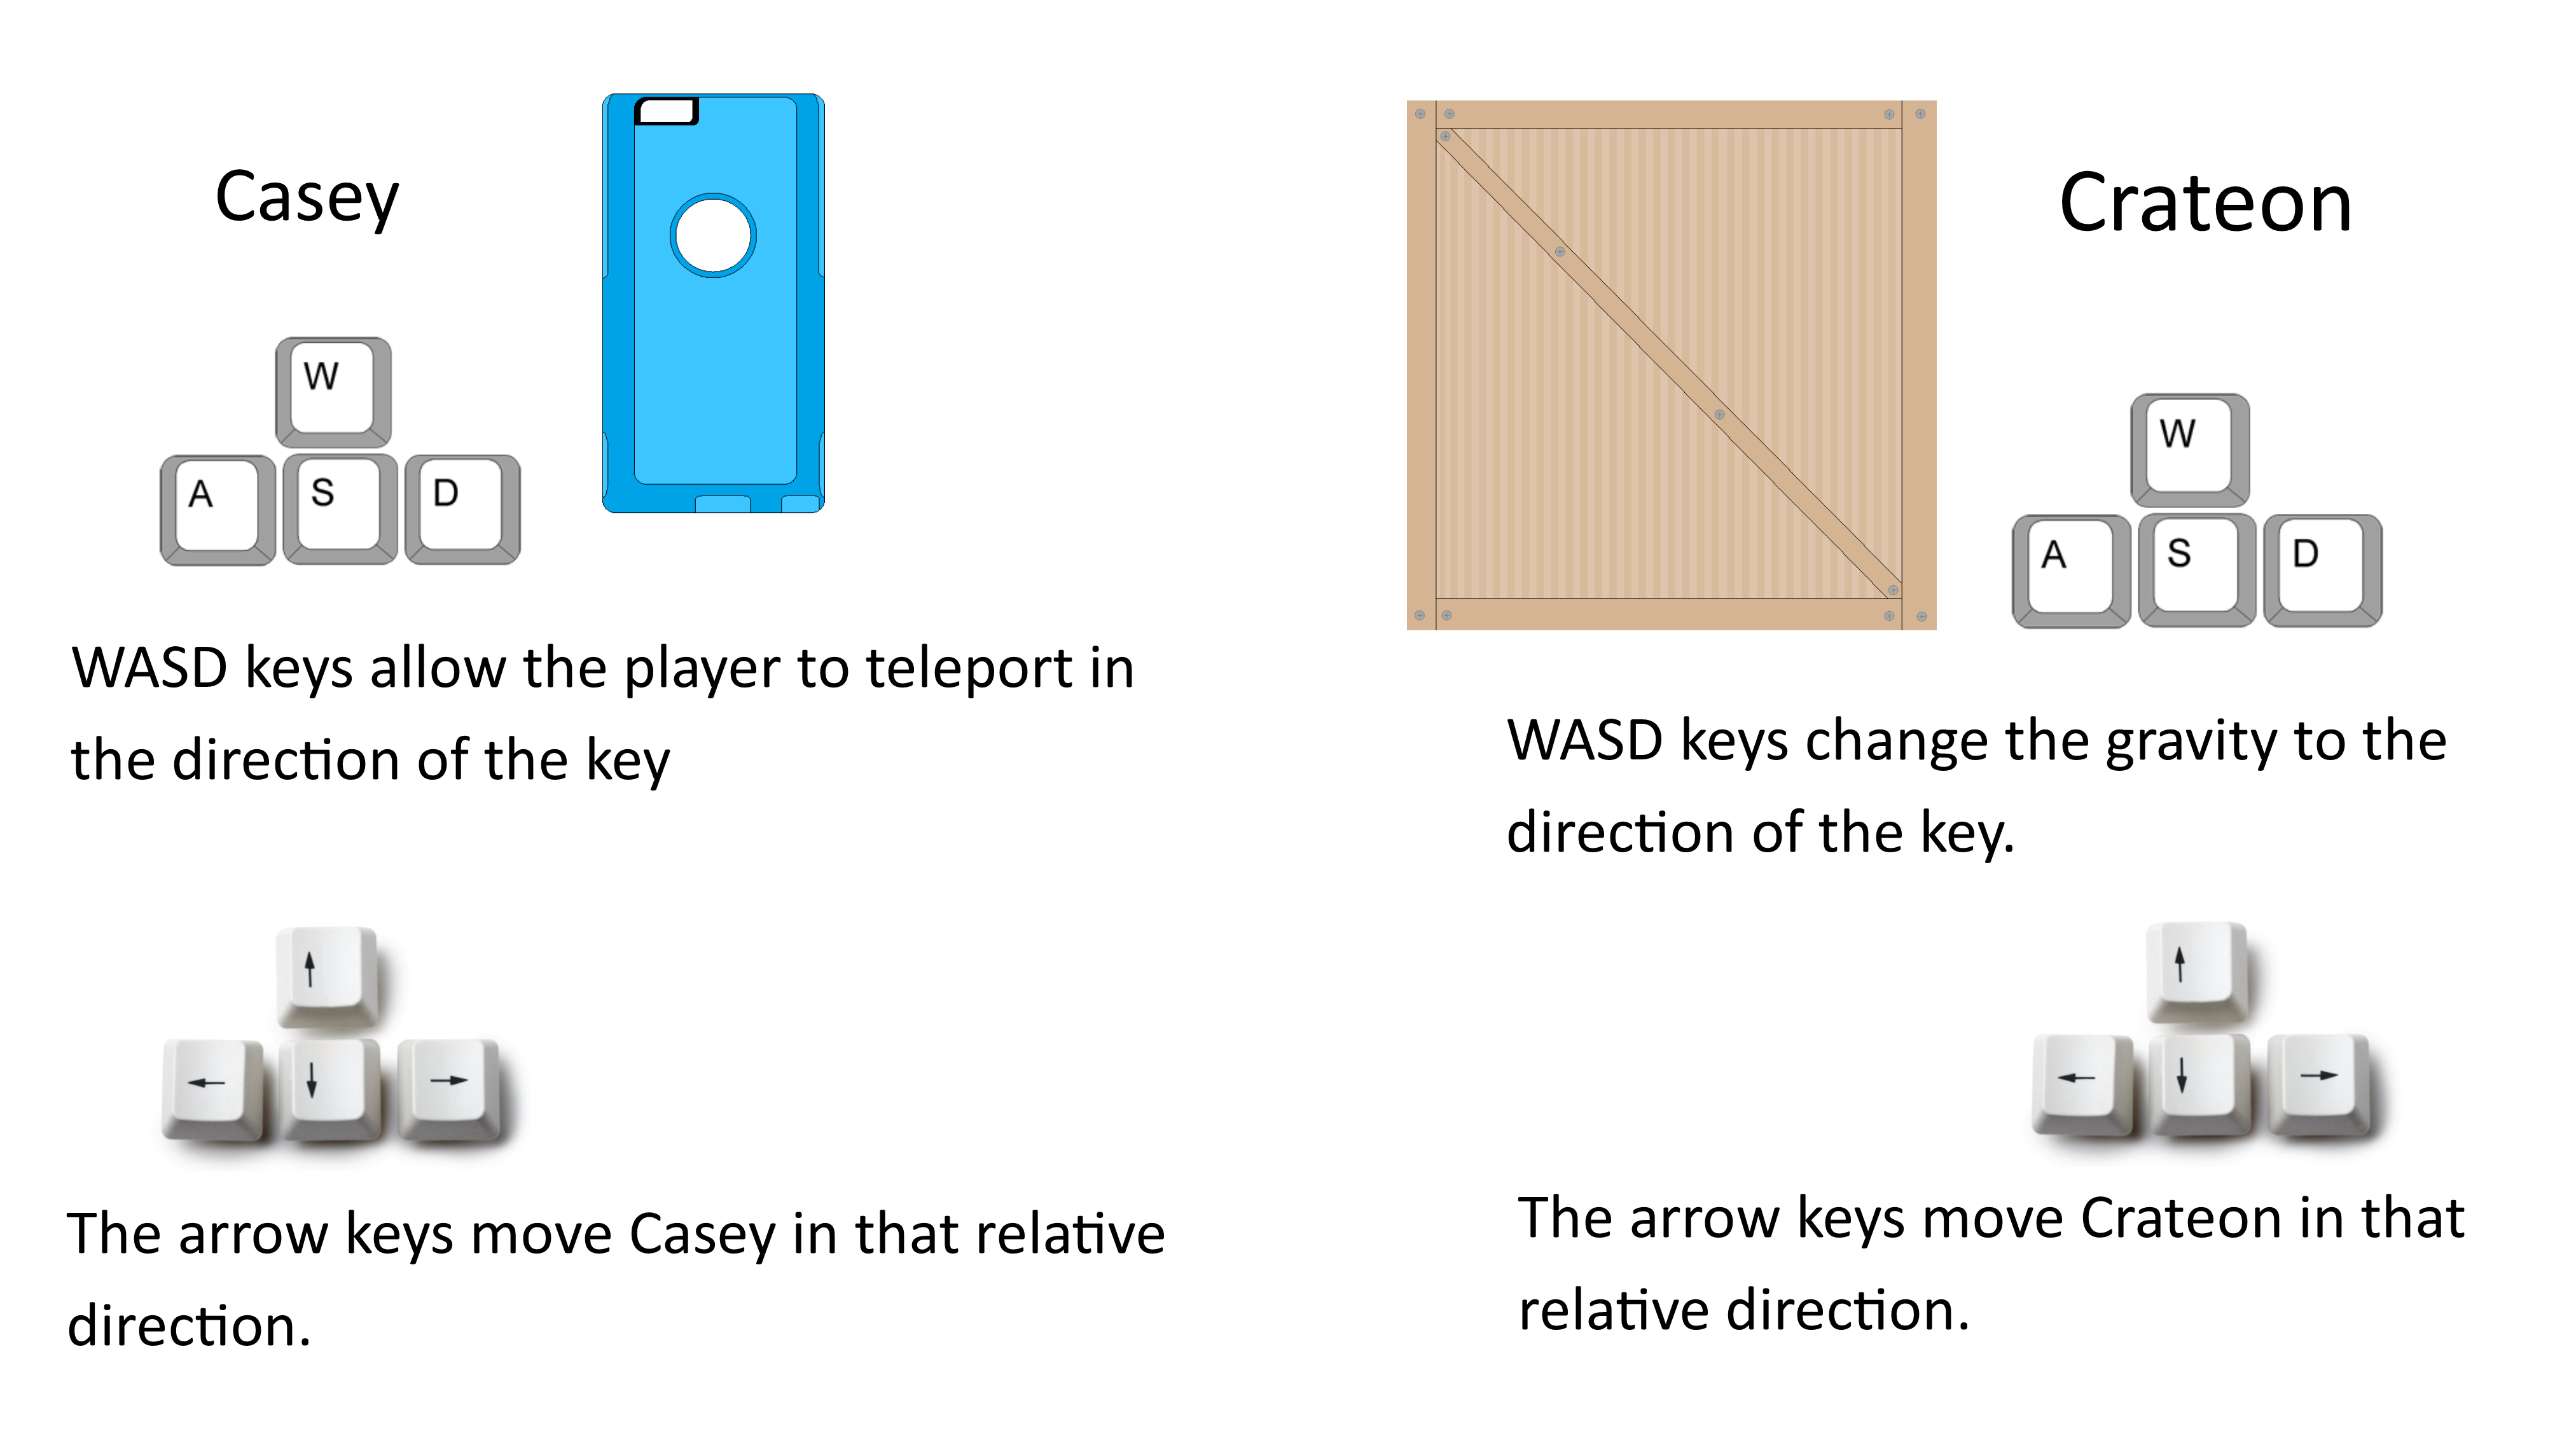 Casey
W
A S D
WASD keys allow the player to teleport in
the direction of the key
↑
← ↓ →
The arrow keys move Casey in that relative
direction.
Crateon
W
A S D
WASD keys change the gravity to the
direction of the key.
↑
← ↓ →
The arrow keys move Crateon in that
relative direction.